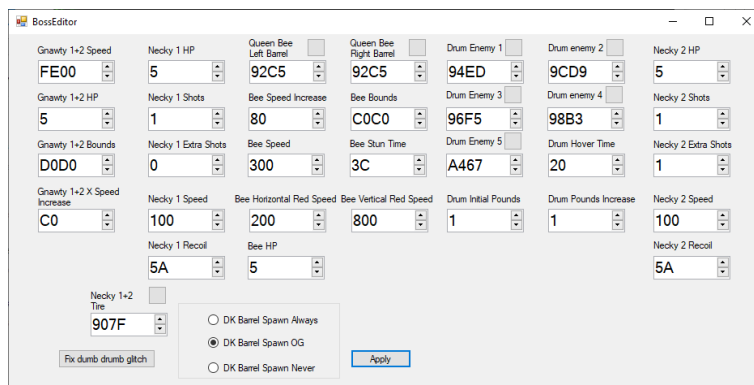 BossEditor
Gnawty 1+2 Speed
Necky 1 HP
Queen Bee
Left Barrel
Queen Bee
Right Barrel
Drum Enemy 1
Drum enemy 2
Necky 2 HP
FE00
5
92C5
92C5
94ED
9CD9
5
Gnawty 1+2 HP
Necky 1 Shots
Bee Speed Increase
Bee Bounds
Drum Enemy 3
Drum enemy 4
Necky 2 Shots
5
1
80
C0C0
96F5
98B3
1
Gnawty 1+2 Bounds
Necky 1 Extra Shots
Bee Speed
Bee Stun Time
Drum Enemy 5
Drum Hover Time
Necky 2 Extra Shots
D0D0
0
300
3C
A467
20
1
Gnawty 1+2 X Speed
Increase
Necky 1 Speed
Bee Horizontal Red Speed
Bee Vertical Red Speed
Drum Initial Pounds
Drum Pounds Increase
Necky 2 Speed
C0
100
200
800
1
1
100
Necky 1 Recoil
Bee HP
Necky 2 Recoil
5A
5
5A
Necky 1+2
Tire
907F
DK Barrel Spawn Always
DK Barrel Spawn OG
DK Barrel Spawn Never
Fix dumb drumb glitch
Apply